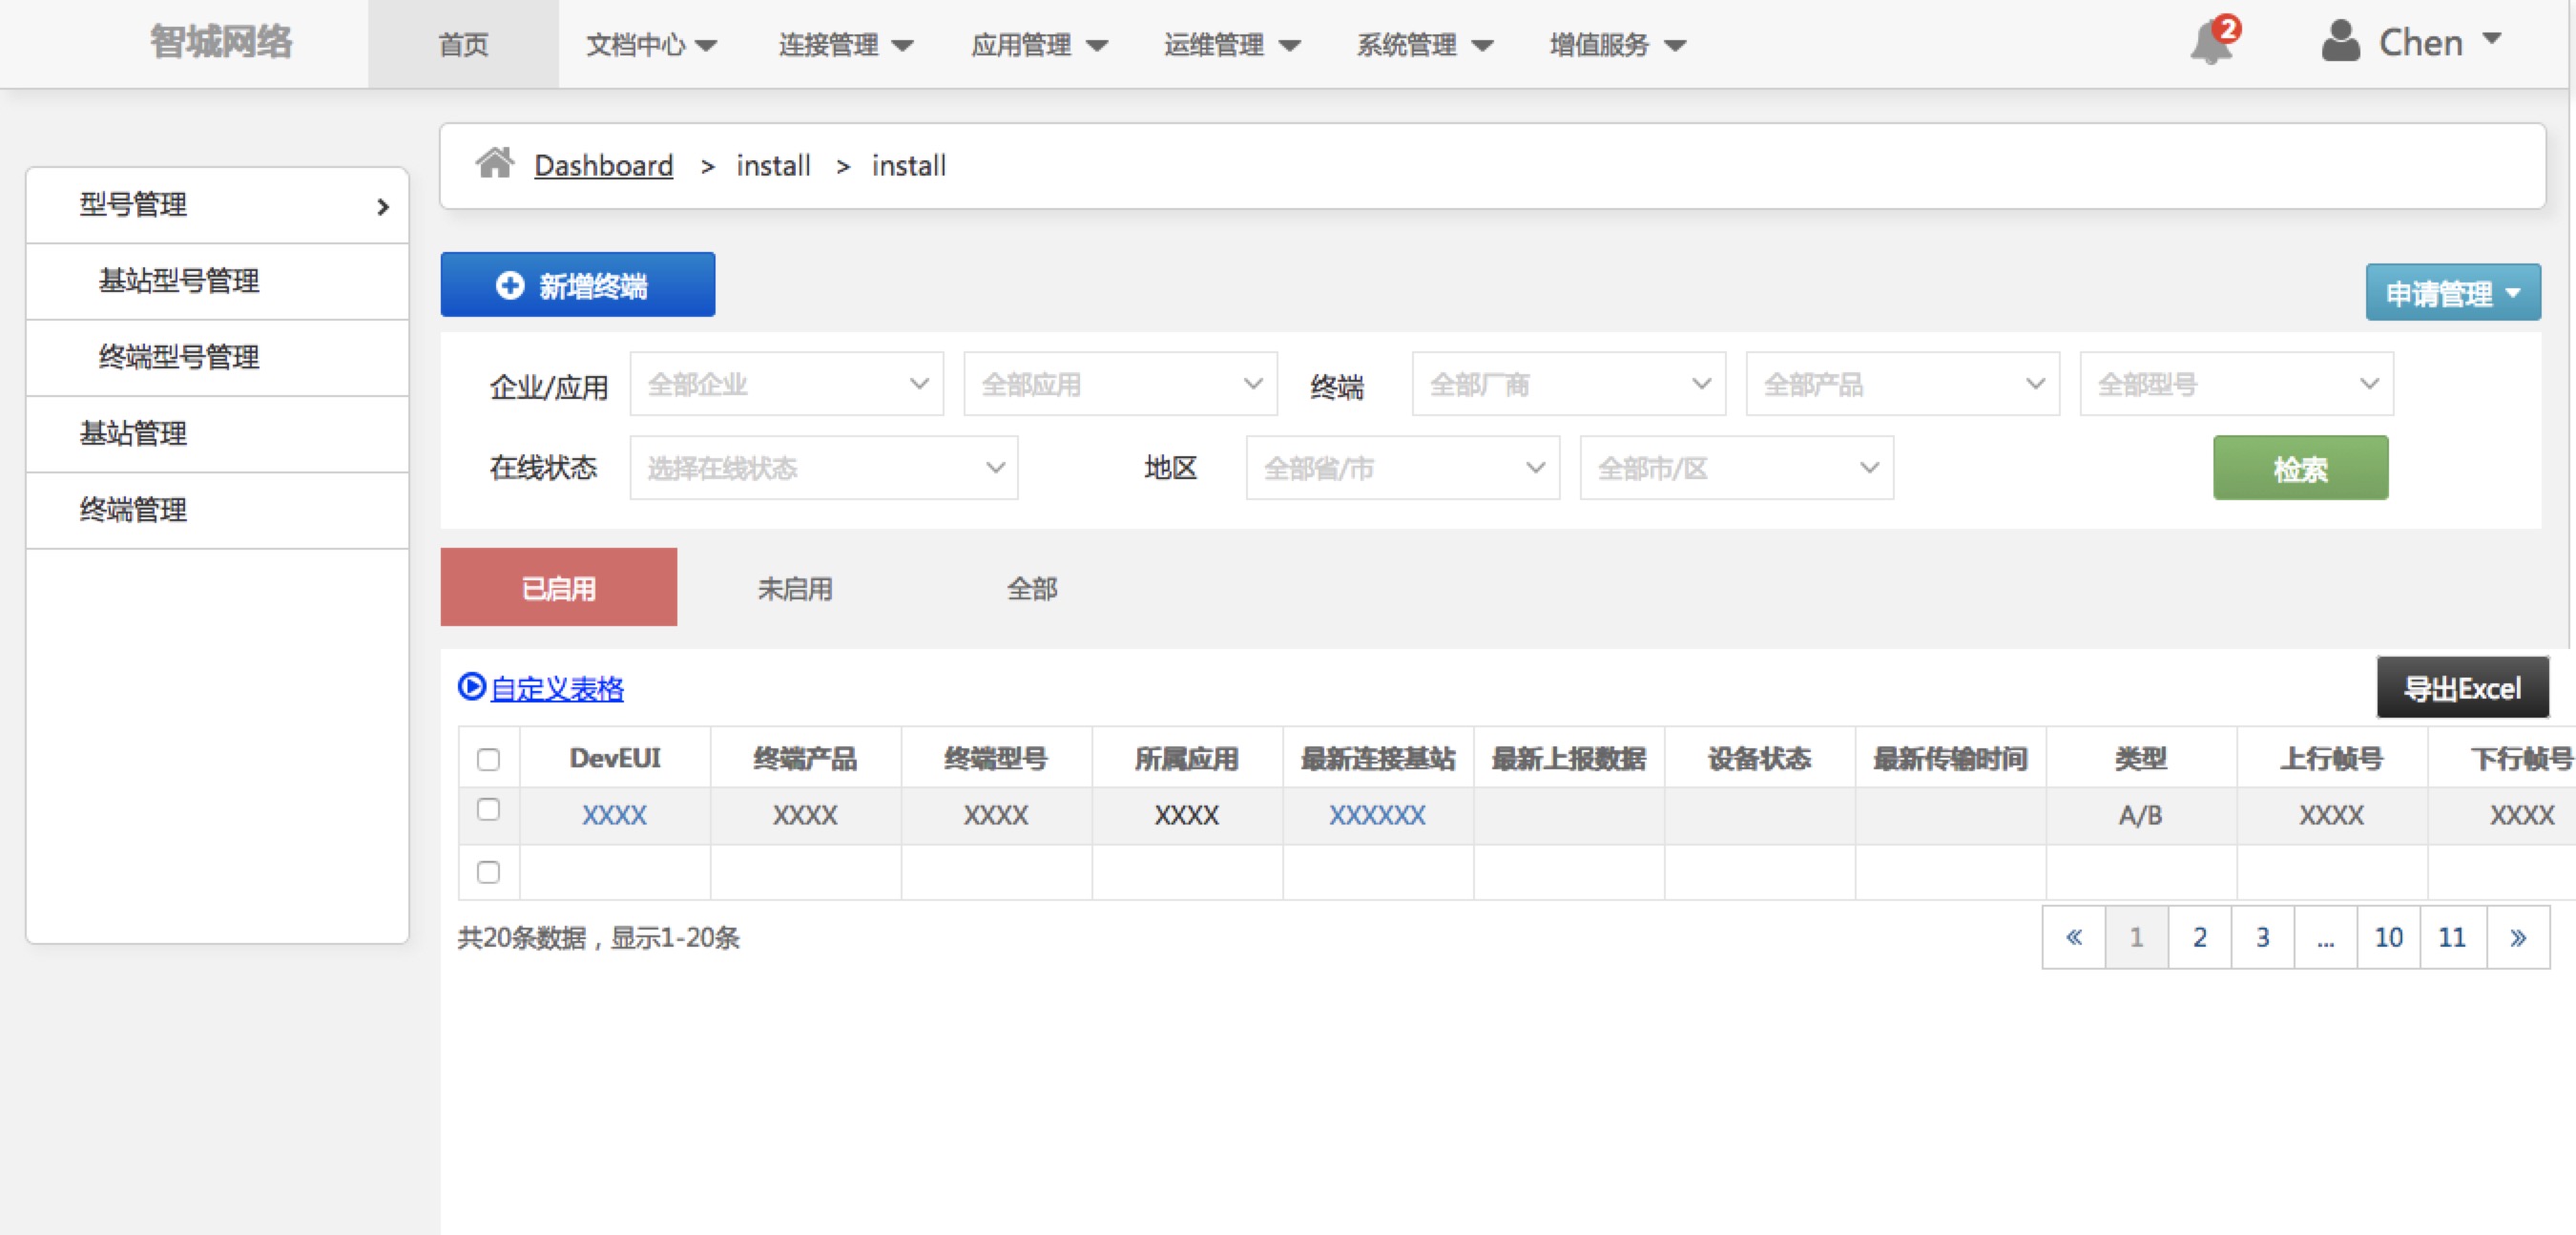 智城网络 首页 文档中心 连接管理 应用管理 运维管理 系统管理 增值服务 2 Chen
Dashboard > install > install
型号管理
基站型号管理
终端型号管理
基站管理
终端管理
新增终端 申请管理
企业/应用 全部企业 全部应用 终端 全部厂商 全部产品 全部型号
在线状态 选择在线状态 地区 全部省/市 全部市/区 检索
已启用 未启用 全部
自定义表格 导出Excel
DevEUI 终端产品 终端型号 所属应用 最新连接基站 最新上报数据 设备状态 最新传输时间 类型 上行帧号 下行帧号
XXXX XXXX XXXX XXXX XXXXXX A/B XXXX XXXX
共20条数据，显示1-20条 « 1 2 3 ... 10 11 »